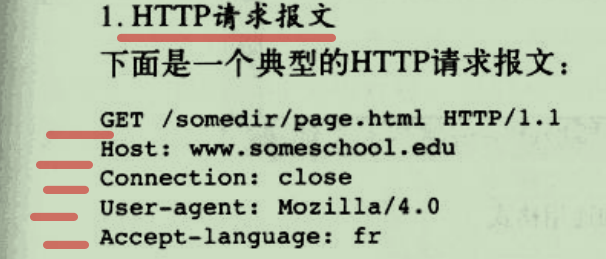 1. HTTP请求报文
下面是一个典型的HTTP请求报文：
GET /somedir/page.html HTTP/1.1
Host: www.someschool.edu
Connection: close
User-agent: Mozilla/4.0
Accept-language: fr